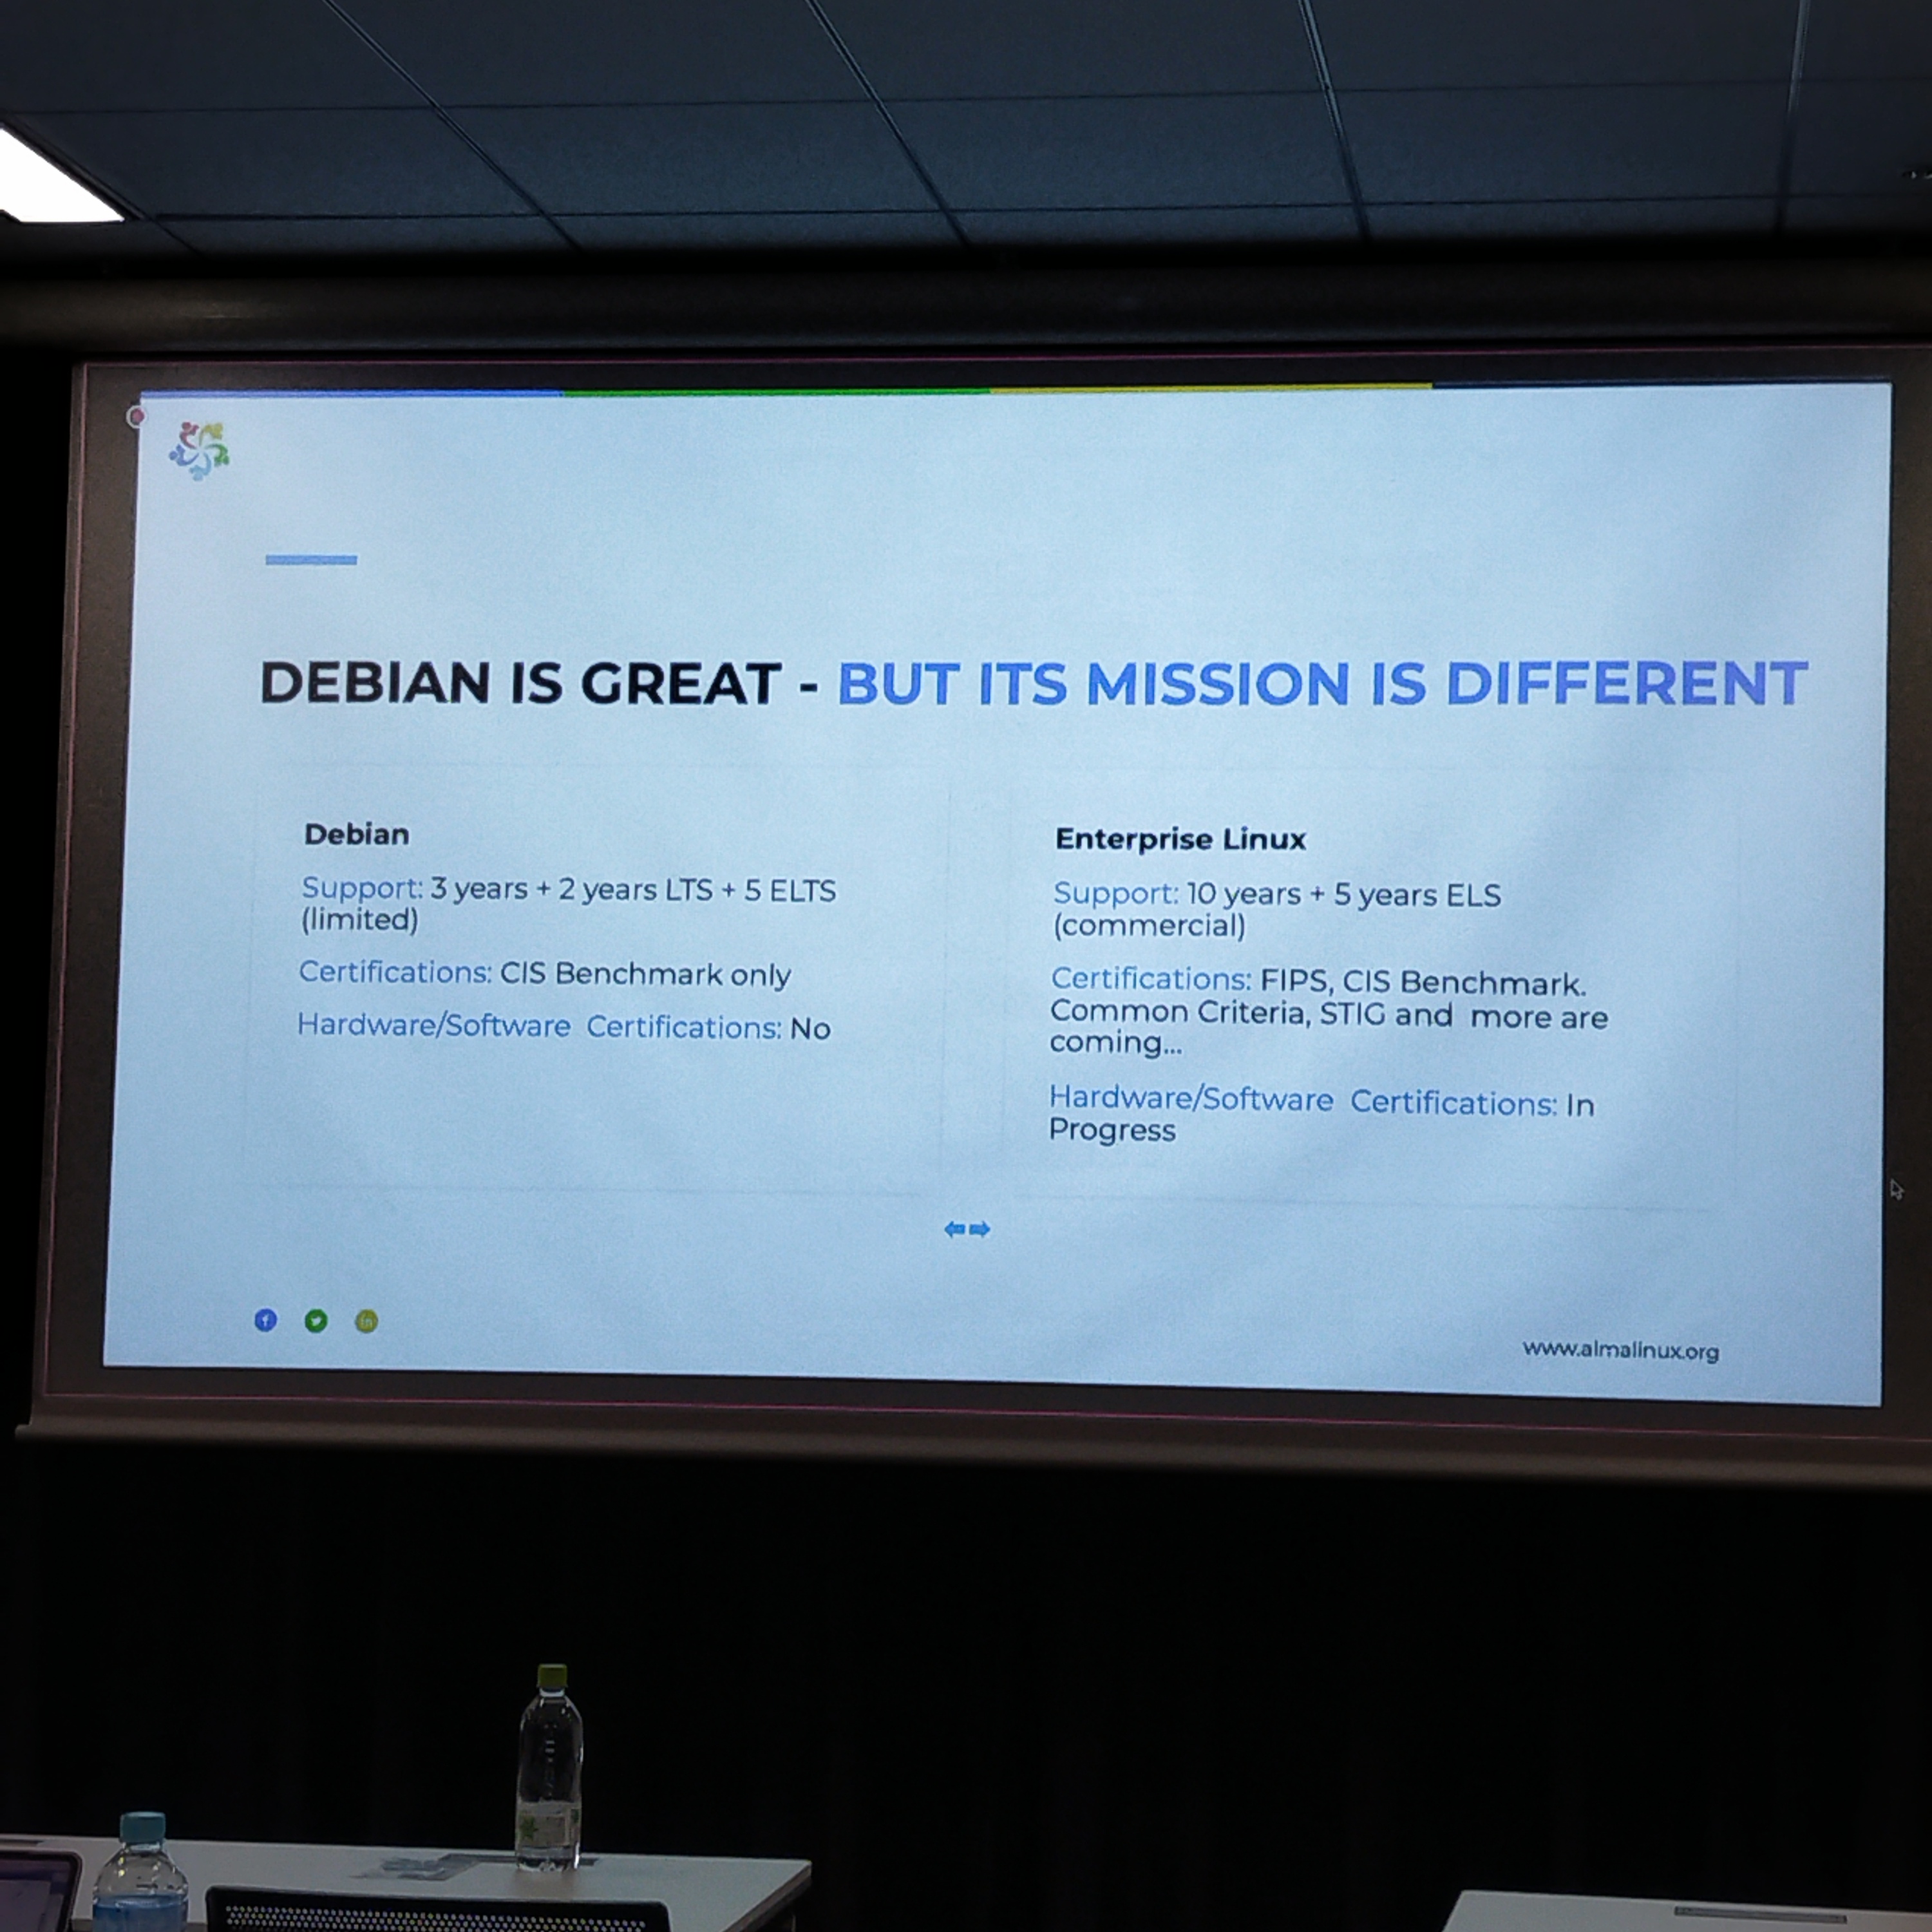 DEBIAN IS GREAT - BUT ITS MISSION IS DIFFERENT
Debian
Support: 3 years + 2 years LTS + 5 ELTS
(limited)
Certifications: CIS Benchmark only
Hardware/Software Certifications: No
Enterprise Linux
Support: 10 years + 5 years ELS
(commercial)
Certifications: FIPS, CIS Benchmark.
Common Criteria, STIG and more are
coming...
Hardware/Software Certifications: In
Progress
www.almalinux.org